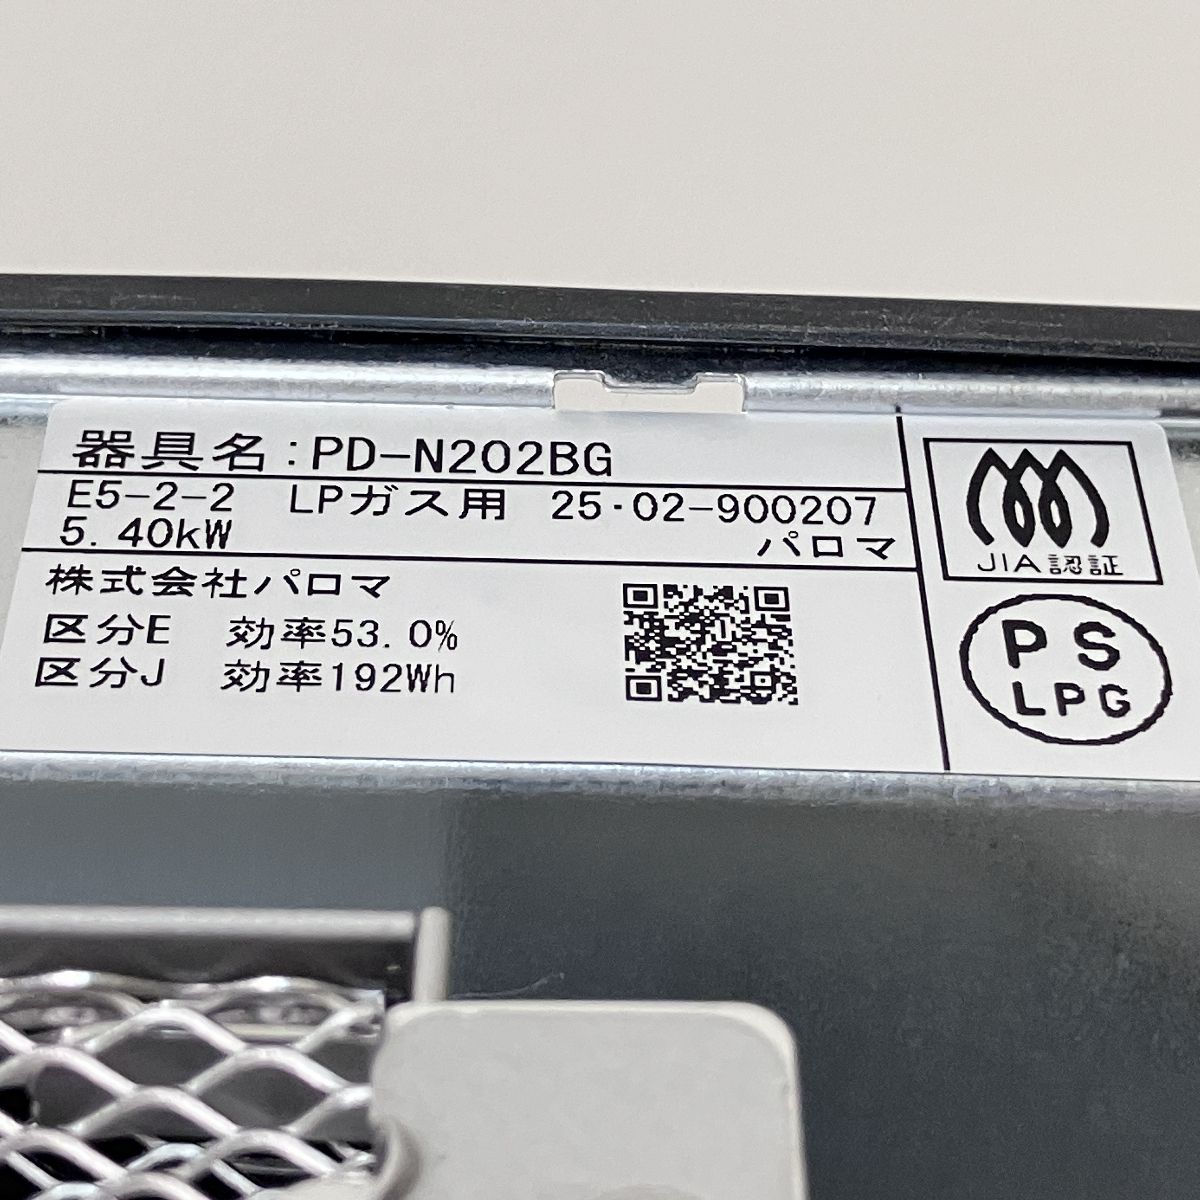 器具名:PD-N202BG
E5-2-2 LPガス用 25・02-900207
5.40kW パロマ
株式会社パロマ
区分E 効率53.0%
区分J 効率192Wh
JIA認証
PS
LPG